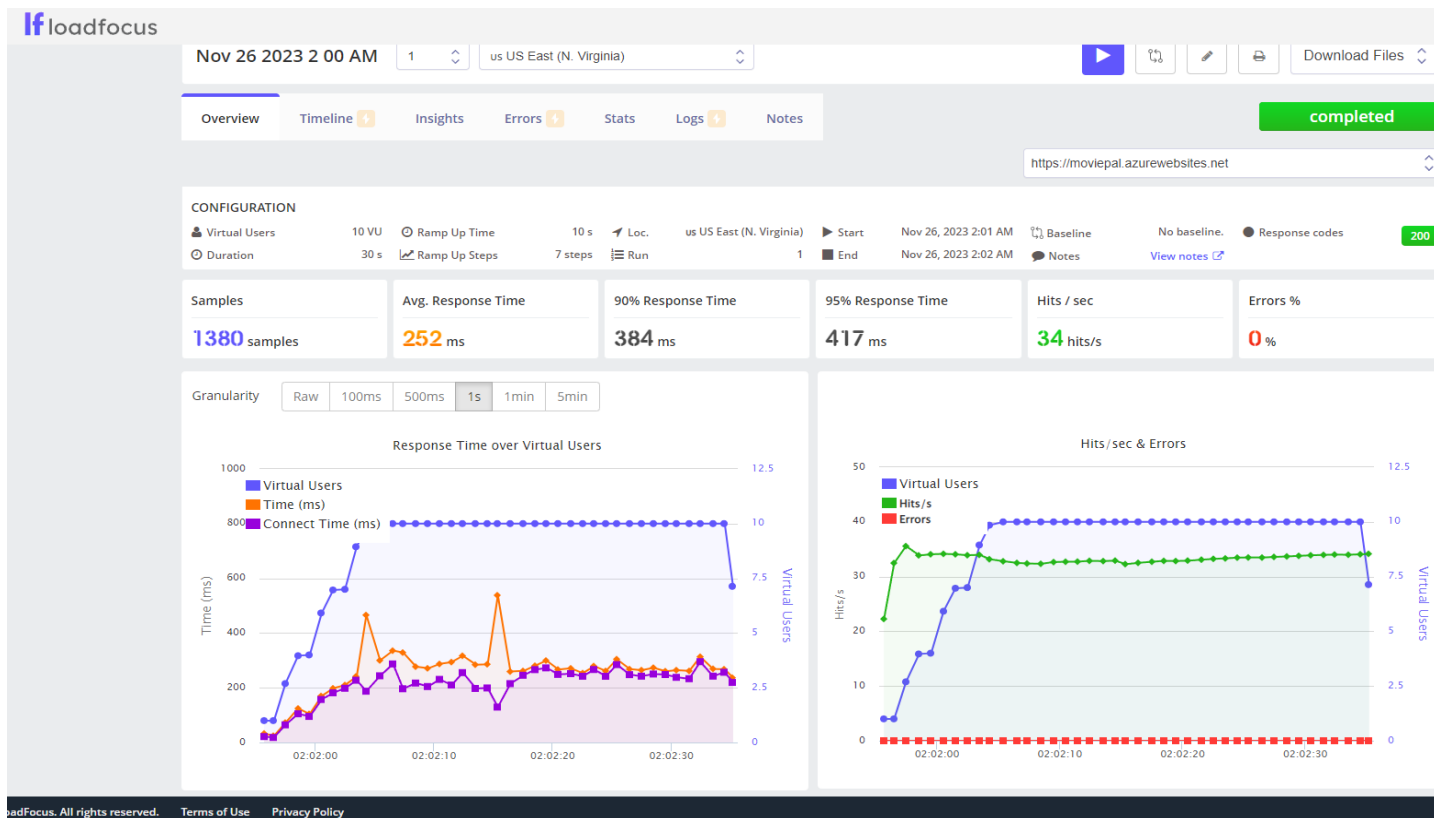 lf loadfocus
Nov 26 2023 2 00 AM 1 us US East (N. Virginia) Download Files
Overview Timeline Insights Errors Stats Logs Notes completed
https://moviepal.azurewebsites.net
CONFIGURATION
Virtual Users 10 VU Ramp Up Time 10 s Loc. us US East (N. Virginia) Start Nov 26, 2023 2:01 AM Baseline No baseline. Response codes 200
Duration 30 s Ramp Up Steps 7 steps Run 1 End Nov 26, 2023 2:02 AM Notes View notes
Samples Avg. Response Time 90% Response Time 95% Response Time Hits / sec Errors %
1380 samples 252 ms 384 ms 417 ms 34 hits/s 0 %
Granularity Raw 100ms 500ms 1s 1min 5min
Response Time over Virtual Users
1000 12.5
Virtual Users
Time (ms)
800 Connect Time (ms) 10
600 7.5
400 5
200 2.5
0 0
Time (ms)
Virtual Users
02:02:00 02:02:10 02:02:20 02:02:30
Hits/sec & Errors
50 12.5
Virtual Users
Hits/s
Errors
40 10
30 7.5
20 5
10 2.5
0 0
Hits/s
Virtual Users
02:02:00 02:02:10 02:02:20 02:02:30
oadFocus. All rights reserved. Terms of Use Privacy Policy